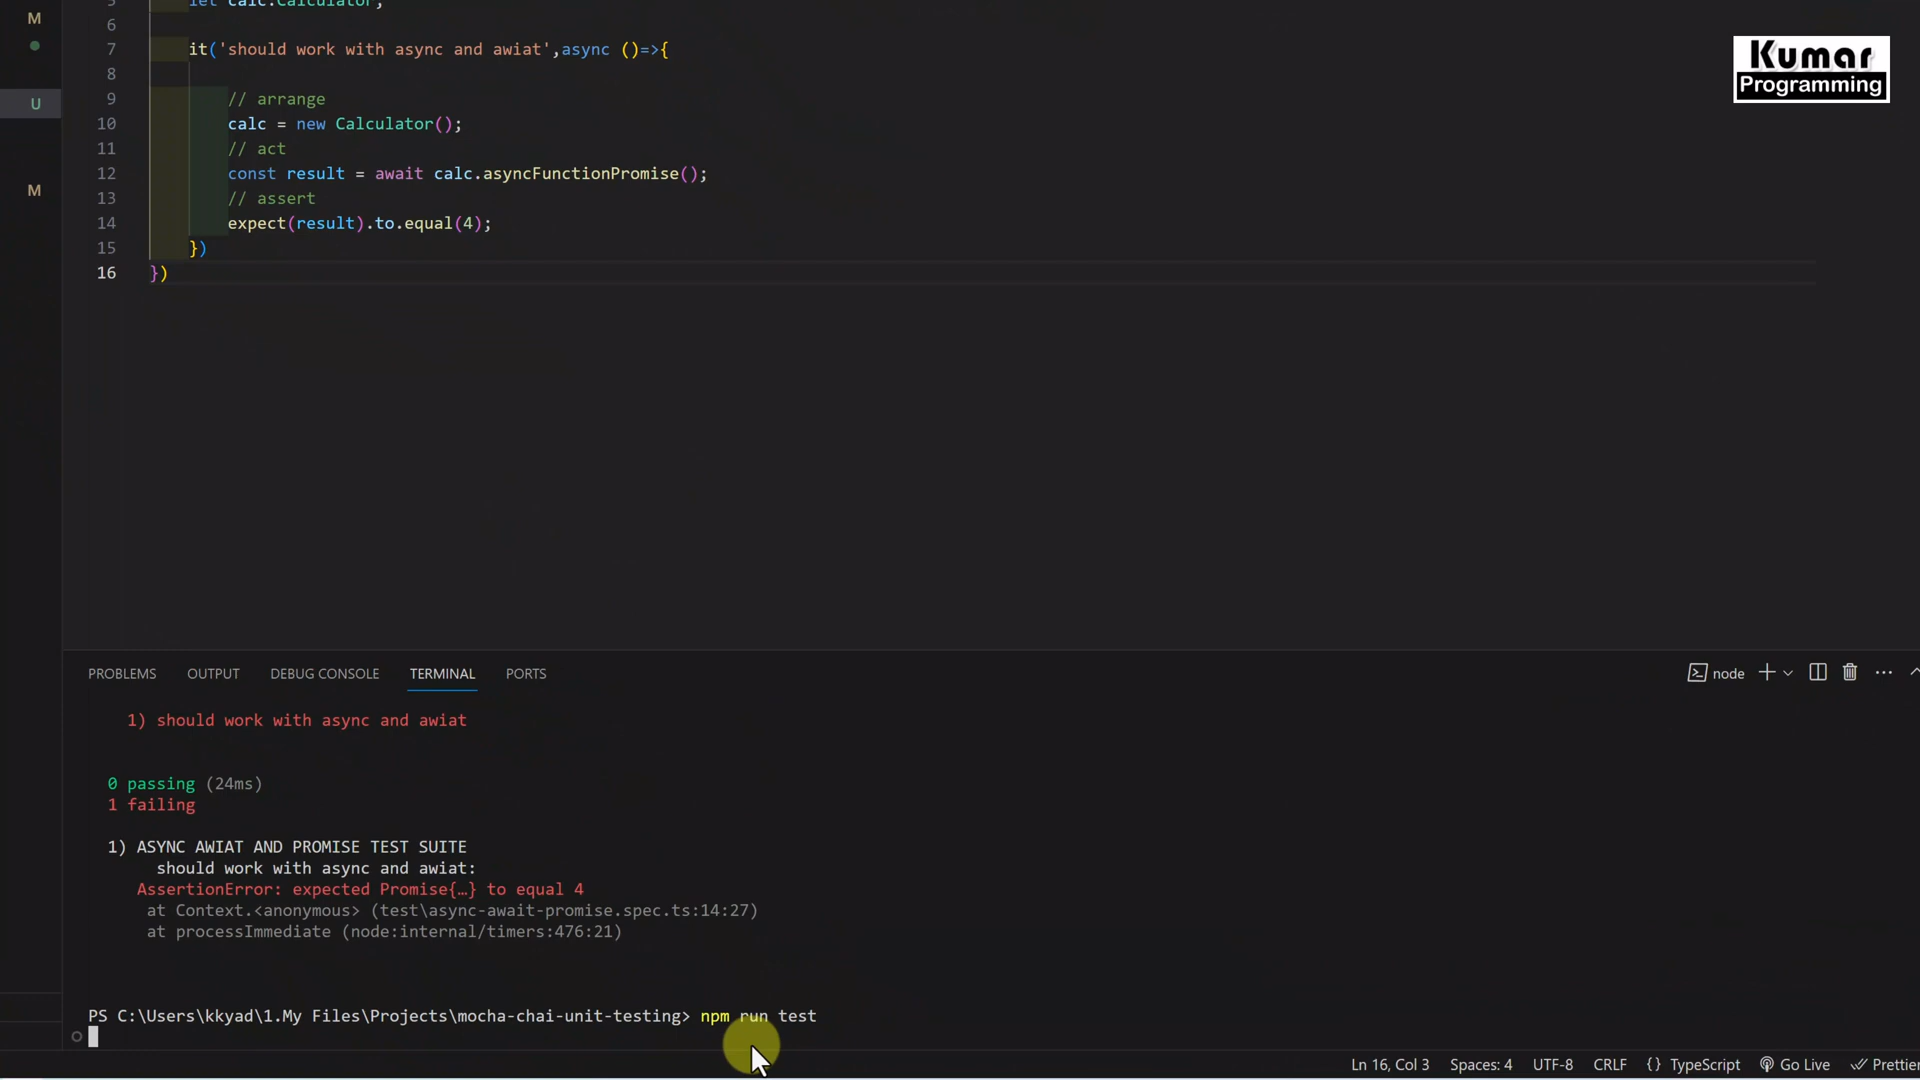 M
5 let calc:Calculator;
6
7 it('should work with async and awiat',async ()=>{
Kumar
Programming
8
U
9 // arrange
10 calc = new Calculator();
11 // act
12 const result = await calc.asyncFunctionPromise();
M
13 // assert
14 expect(result).to.equal(4);
15 })
16 })
PROBLEMS OUTPUT DEBUG CONSOLE TERMINAL PORTS
node
1) should work with async and awiat
0 passing (24ms)
1 failing
1) ASYNC AWIAT AND PROMISE TEST SUITE
should work with async and awiat:
AssertionError: expected Promise{…} to equal 4
at Context.<anonymous> (test\async-await-promise.spec.ts:14:27)
at processImmediate (node:internal/timers:476:21)
PS C:\Users\kkyad\1.My Files\Projects\mocha-chai-unit-testing> npm run test
Ln 16, Col 3 Spaces: 4 UTF-8 CRLF {} TypeScript Go Live Prettier